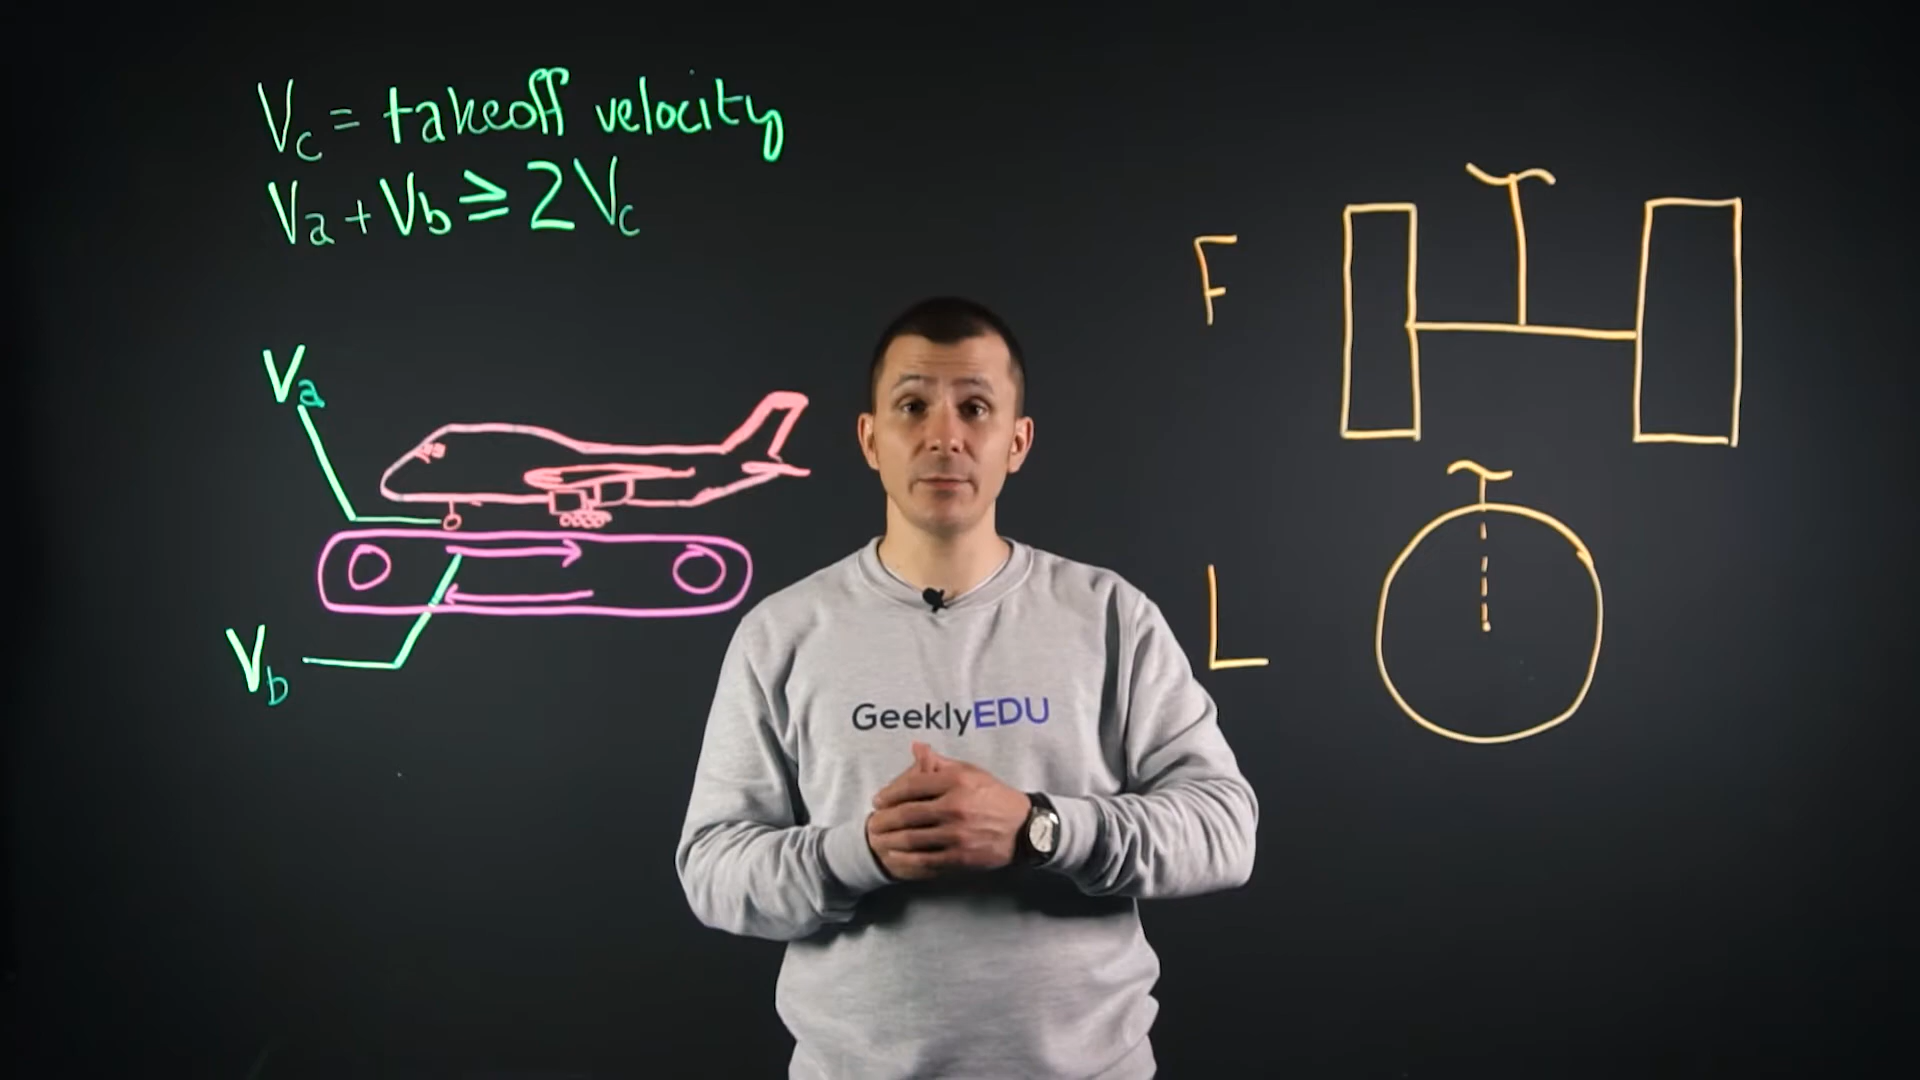 Vc = takeoff velocity
Va + Vb ≥ 2Vc
F
Va
Vb
L
GeeklyEDU